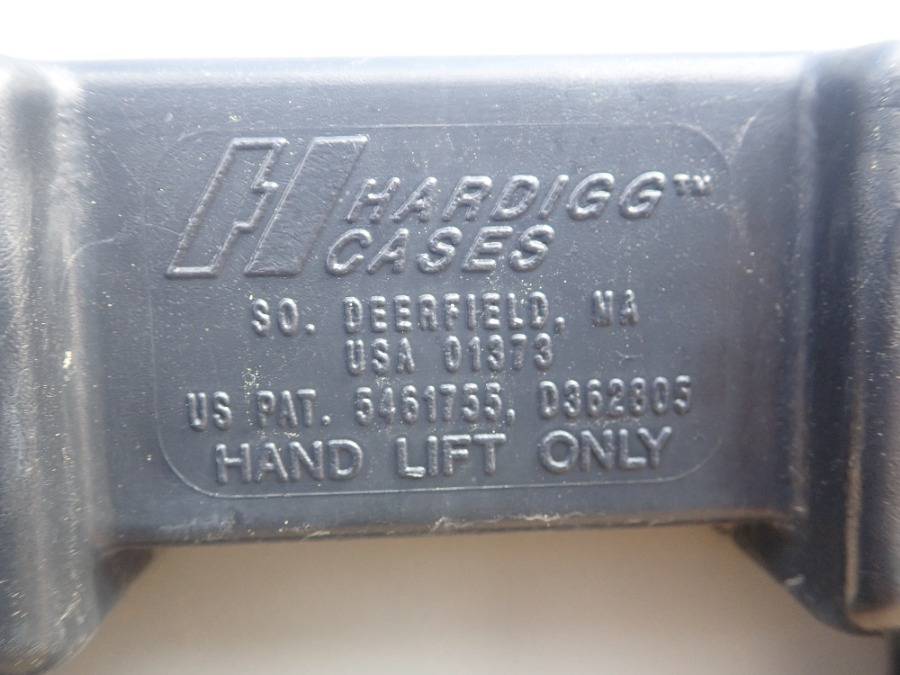 HARDIGG™
CASES
SO. DEERFIELD, MA
USA 01373
US PAT. 5461755, D362805
HAND LIFT ONLY